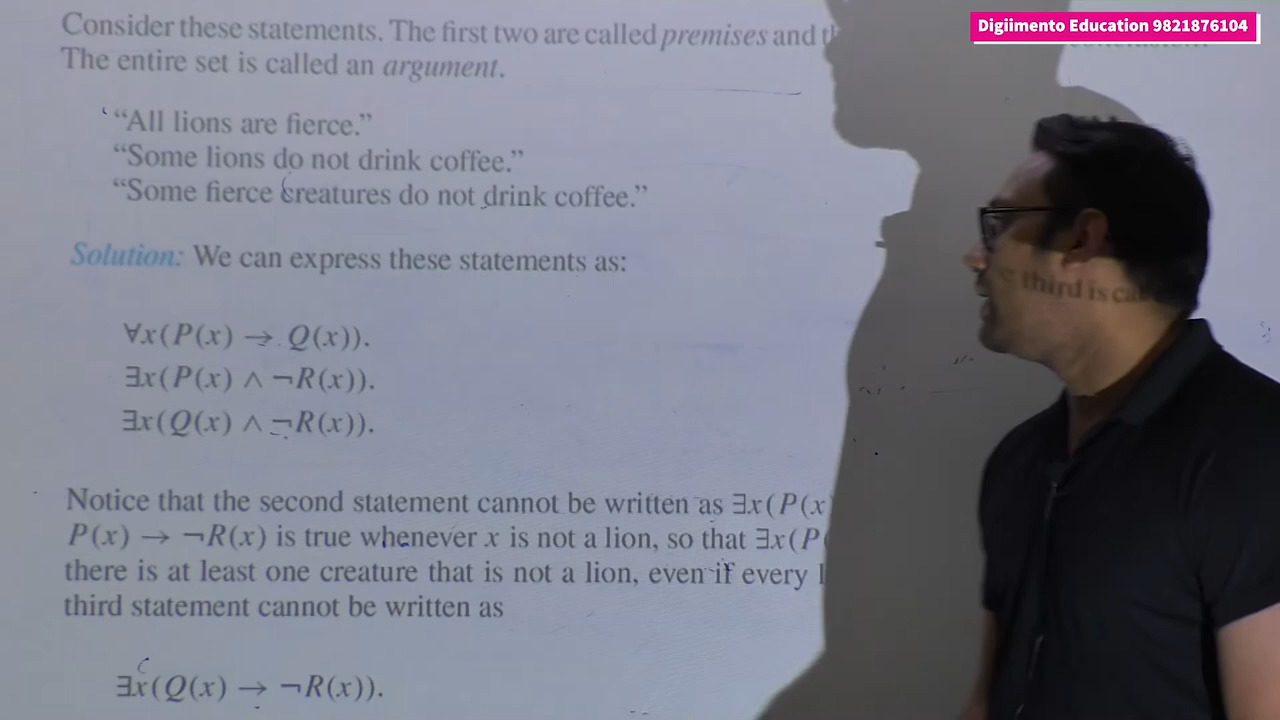 Digiimento Education 9821876104
Consider these statements. The first two are called premises and
The entire set is called an argument.
“All lions are fierce.”
“Some lions do not drink coffee.”
“Some fierce creatures do not drink coffee.”
Solution: We can express these statements as:
third is
∀x(P(x) → Q(x)).
∃x(P(x) ∧ ¬R(x)).
∃x(Q(x) ∧ ¬R(x)).
Notice that the second statement cannot be written as ∃x(P(x
P(x) → ¬R(x) is true whenever x is not a lion, so that ∃x(P
there is at least one creature that is not a lion, even if every
third statement cannot be written as
∃x(Q(x) → ¬R(x)).